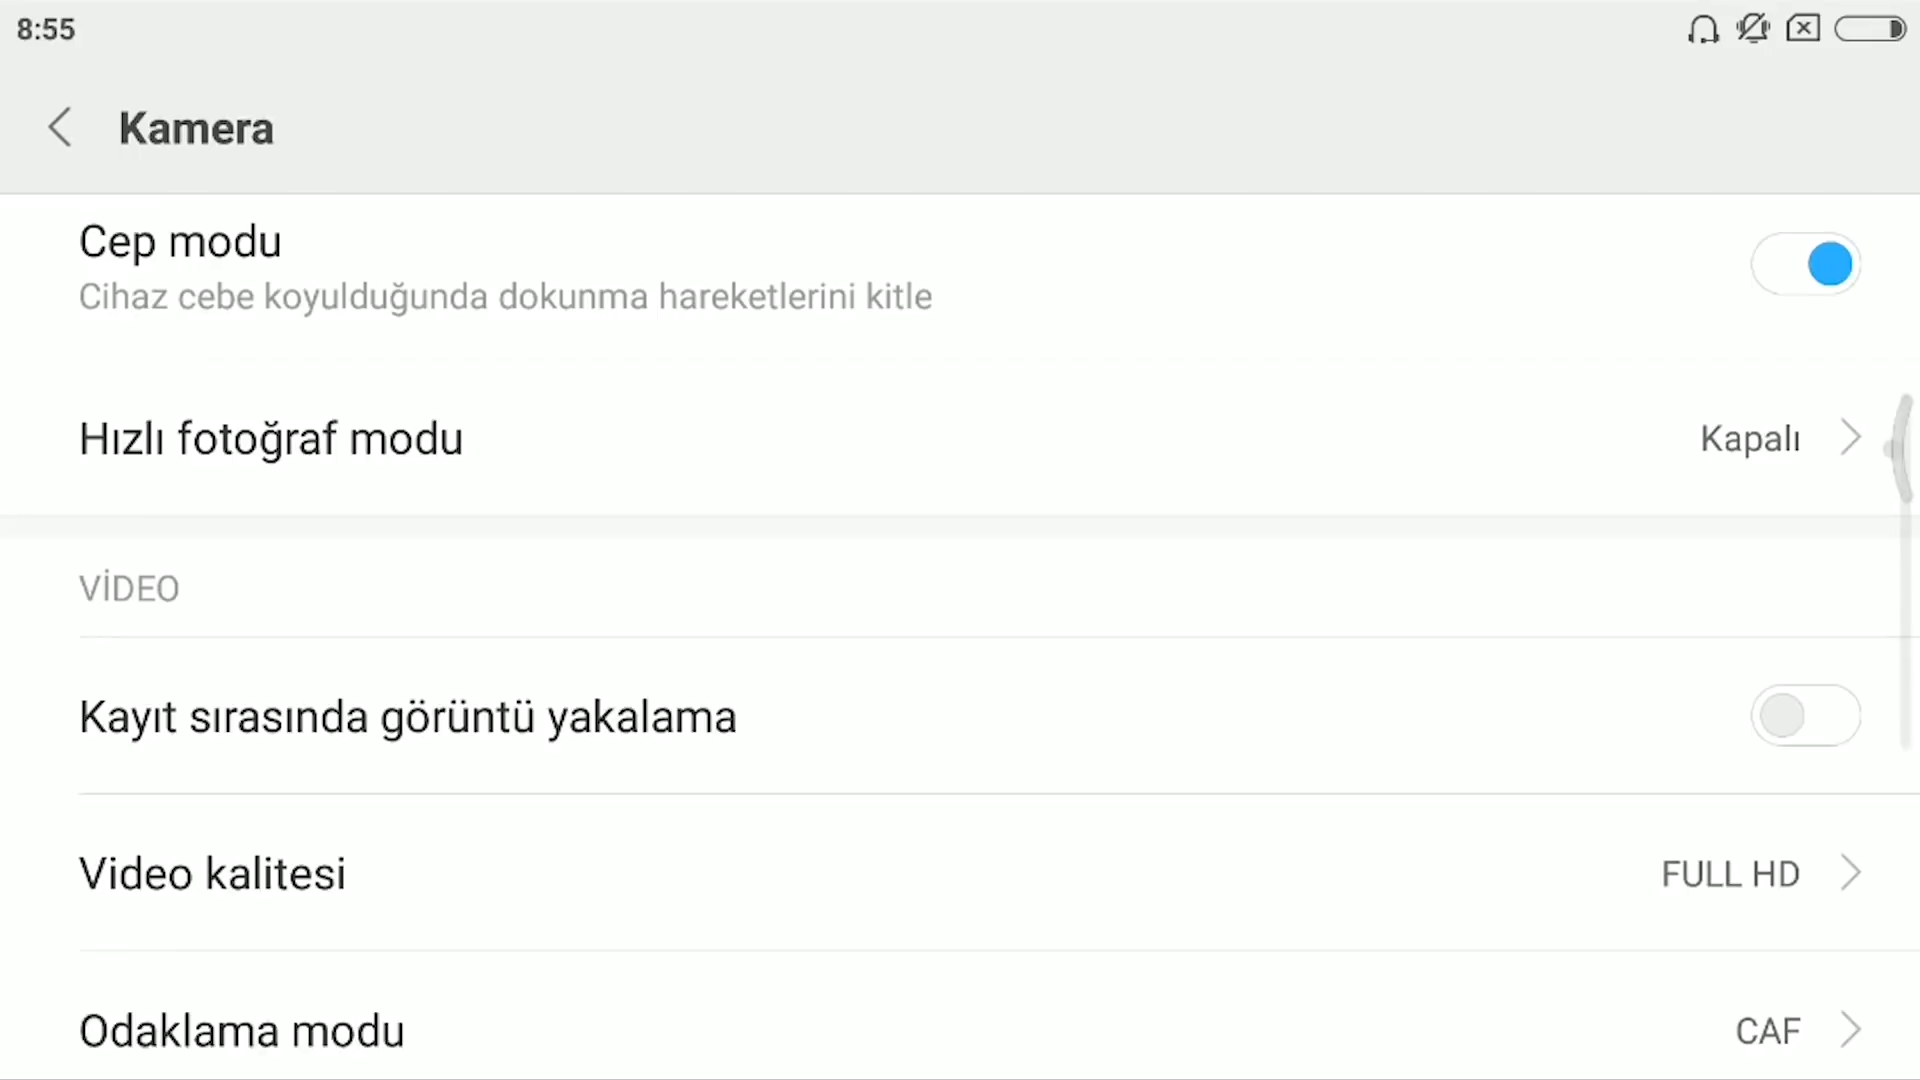 8:55
Kamera
Cep modu
Cihaz cebe koyulduğunda dokunma hareketlerini kitle
Hızlı fotoğraf modu
Kapalı
VİDEO
Kayıt sırasında görüntü yakalama
Video kalitesi
FULL HD
Odaklama modu
CAF